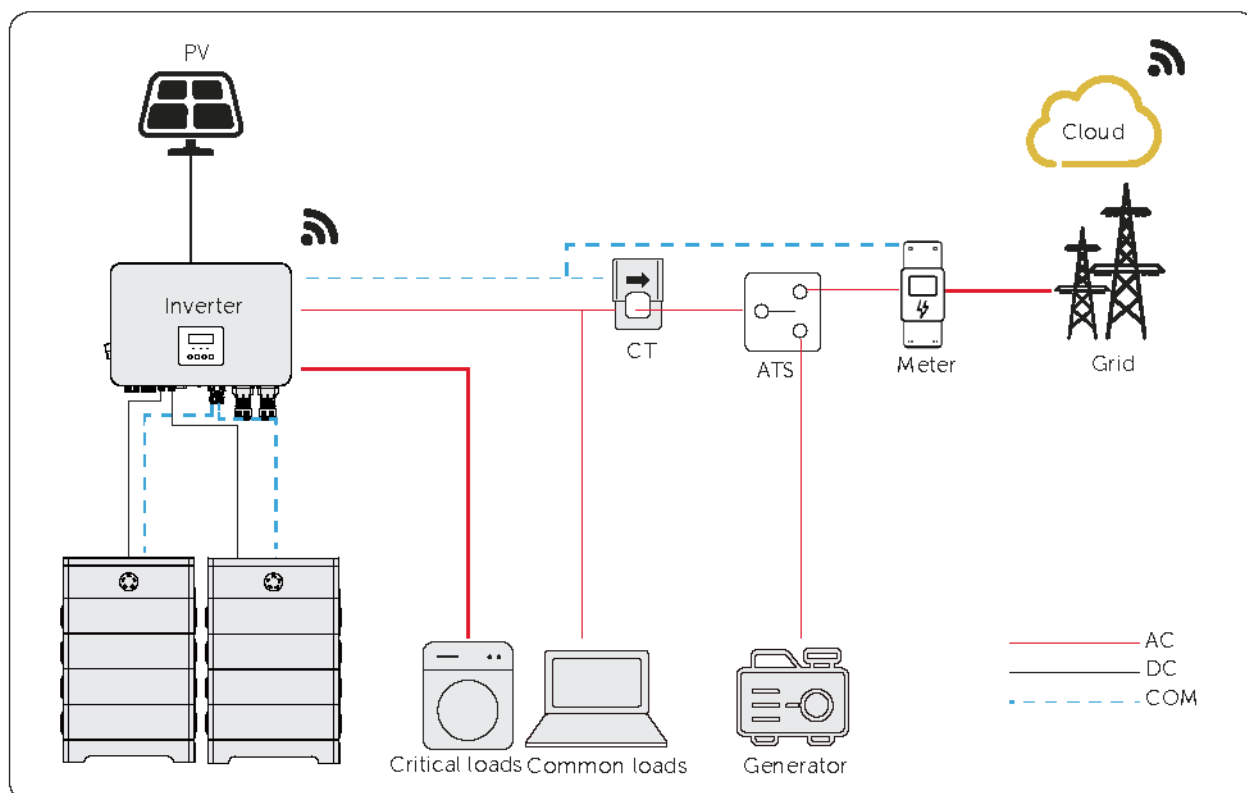 PV
Cloud
Inverter
CT
ATS
Meter
Grid
Critical loads
Common loads
Generator
AC
DC
COM